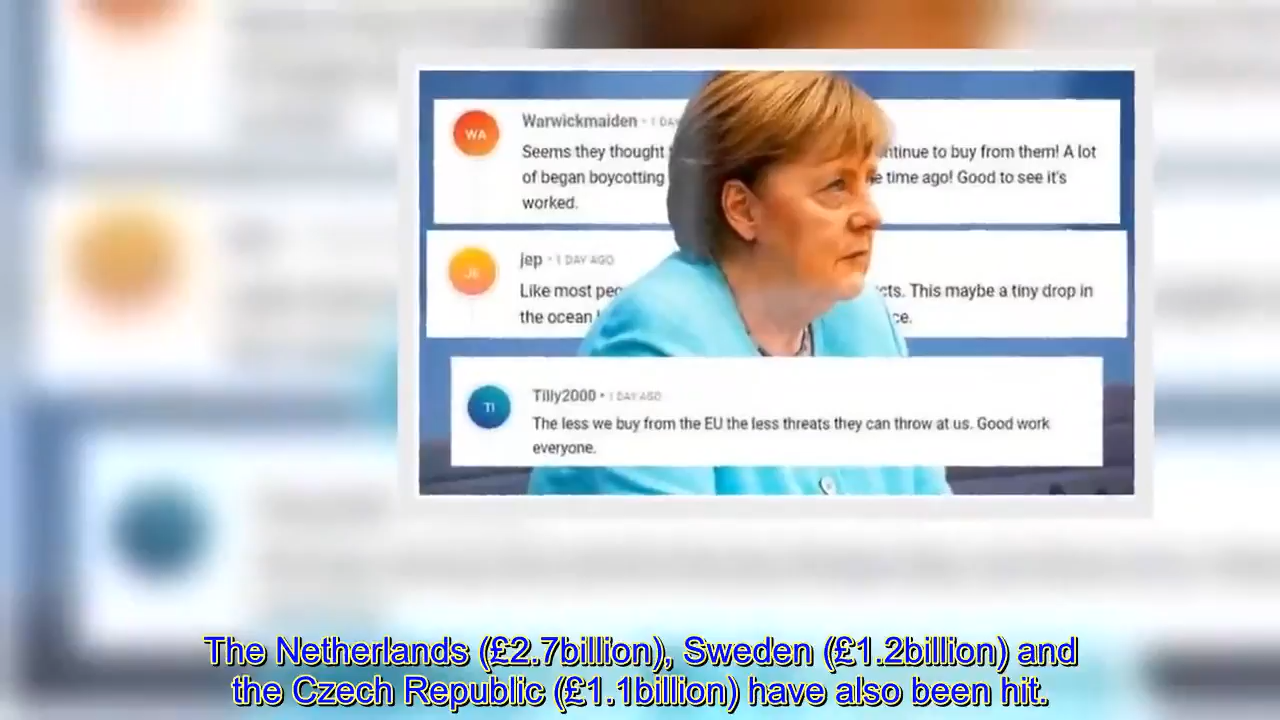 WA
Warwickmaiden • 1 DAY
Seems they thought ntinue to buy from them! A lot
of began boycotting e time ago! Good to see it's
worked.
JE
jep • 1 DAY AGO
Like most peo cts. This maybe a tiny drop in
the ocean ce.
TI
Tilly2000 • 1 DAY AGO
The less we buy from the EU the less threats they can throw at us. Good work
everyone.
The Netherlands (£2.7billion), Sweden (£1.2billion) and
the Czech Republic (£1.1billion) have also been hit.